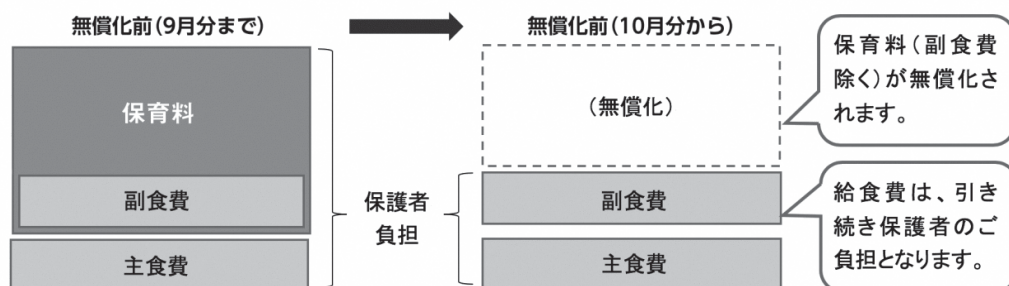 無償化前(9月分まで)
保育料
副食費
主食費
保護者
負担
無償化前(10月分から)
(無償化)
副食費
主食費
保育料(副食費
除く)が無償化さ
れます。
給食費は、引き
続き保護者のご
負担となります。